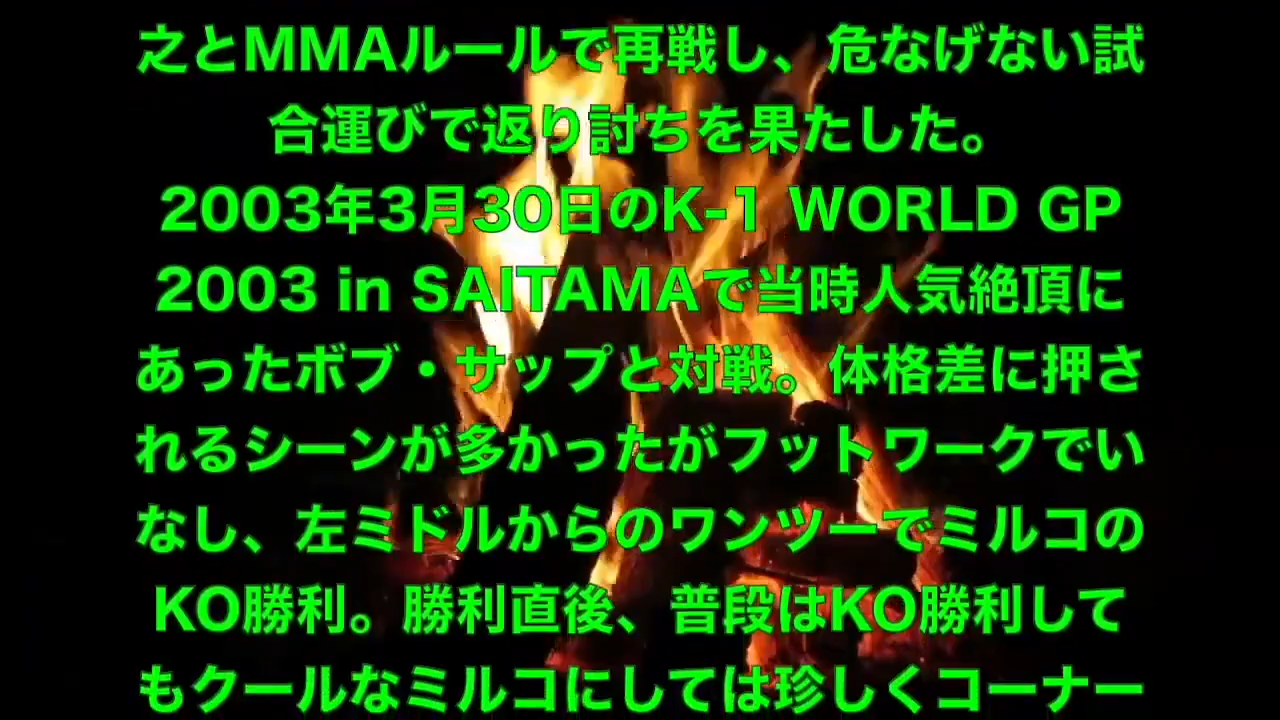 之とMMAルールで再戦し、危なげない試
合運びで返り討ちを果たした。
2003年3月30日のK-1 WORLD GP
2003 in SAITAMAで当時人気絶頂に
あったボブ・サップと対戦。体格差に押さ
れるシーンが多かったがフットワークでい
なし、左ミドルからのワンツーでミルコの
KO勝利。勝利直後、普段はKO勝利して
もクールなミルコにしては珍しくコーナー